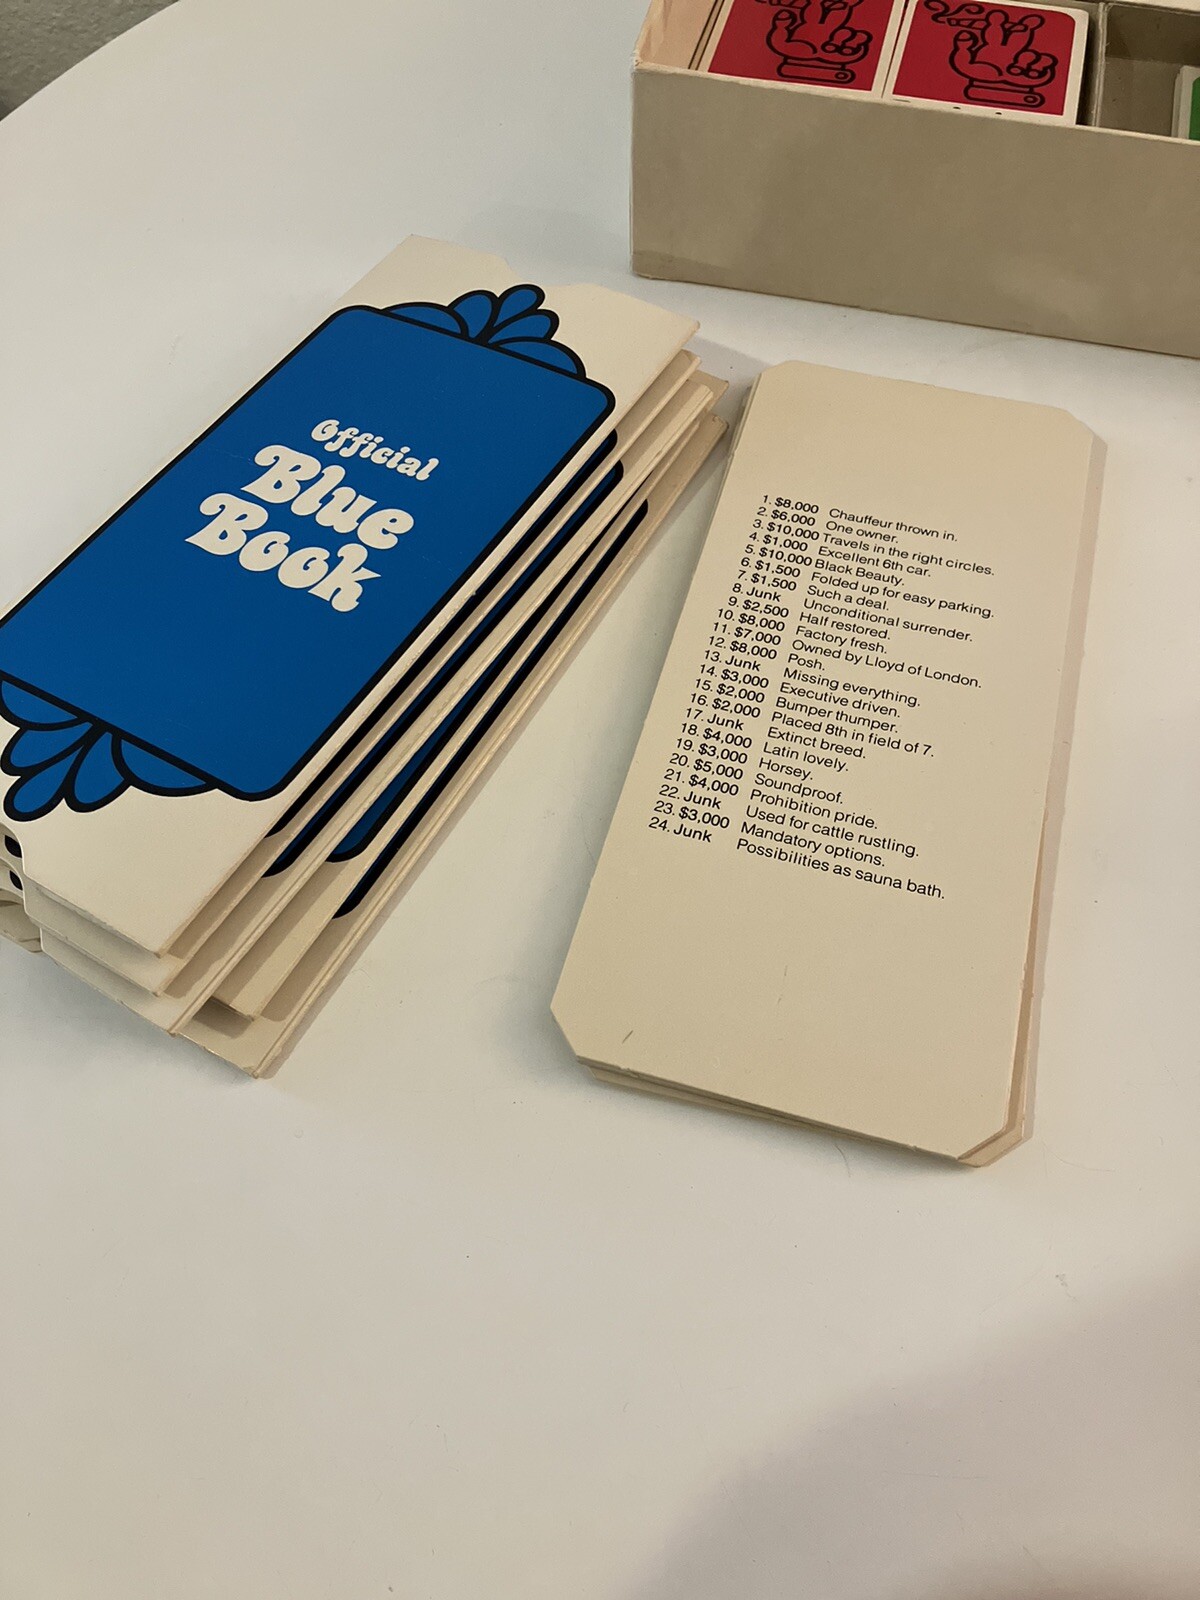 Official
Blue
Book
1. $8,000 Chauffeur thrown in.
2. $6,000 One owner.
3. $10,000 Travels in the right circles.
4. $1,000 Excellent 6th car.
5. $10,000 Black Beauty.
6. $1,500 Folded up for easy parking.
7. $1,500 Such a deal.
8. Junk Unconditional surrender.
9. $2,500 Half restored.
10. $8,000 Factory fresh.
11. $7,000 Owned by Lloyd of London.
12. $8,000 Posh.
13. Junk Missing everything.
14. $3,000 Executive driven.
15. $2,000 Bumper thumper.
16. $2,000 Placed 8th in field of 7.
17. Junk Extinct breed.
18. $4,000 Latin lovely.
19. $3,000 Horsey.
20. $5,000 Soundproof.
21. $4,000 Prohibition pride.
22. Junk Used for cattle rustling.
23. $3,000 Mandatory options.
24. Junk Possibilities as sauna bath.